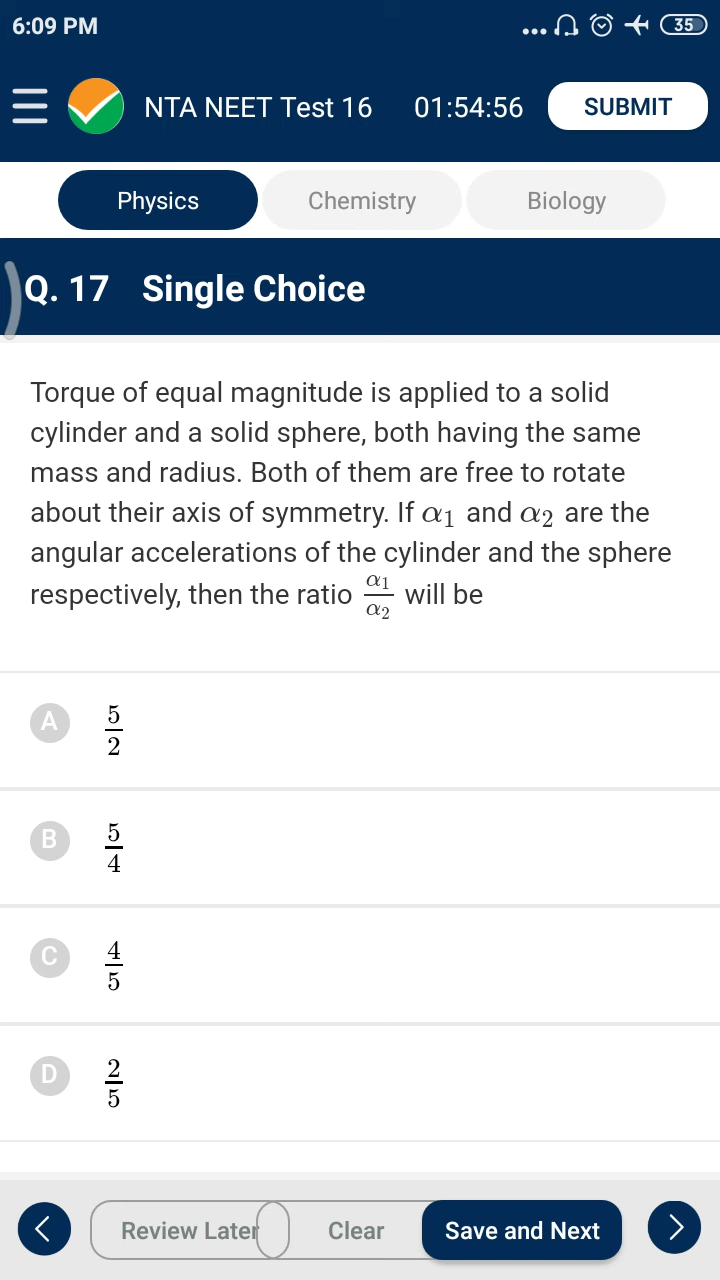 6:09 PM
35
NTA NEET Test 16 01:54:56 SUBMIT
Physics Chemistry Biology
Q. 17 Single Choice
Torque of equal magnitude is applied to a solid
cylinder and a solid sphere, both having the same
mass and radius. Both of them are free to rotate
about their axis of symmetry. If α₁ and α₂ are the
angular accelerations of the cylinder and the sphere
respectively, then the ratio α₁/α₂ will be
A 5/2
B 5/4
C 4/5
D 2/5
Review Later Clear Save and Next